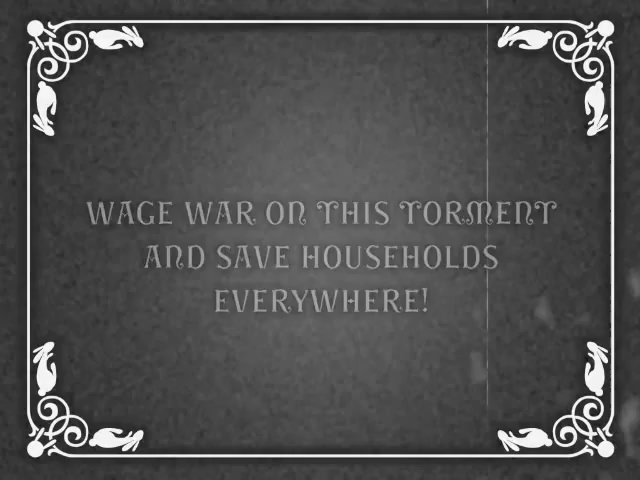 WAGE WAR ON THIS TORMENT
AND SAVE HOUSEHOLDS
EVERYWHERE!